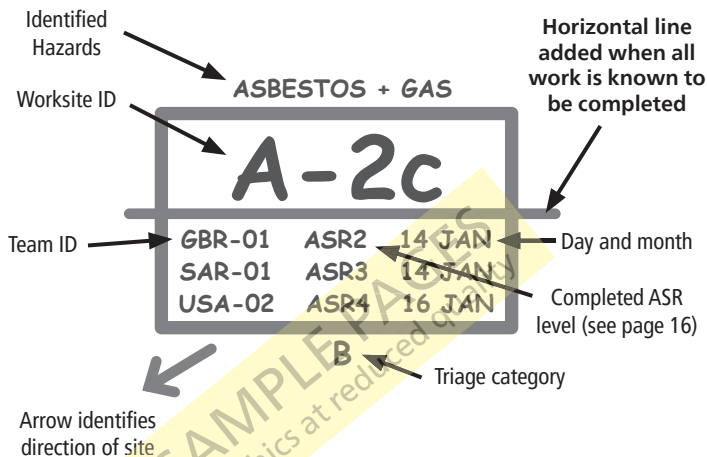 Identified
Hazards
Horizontal line
added when all
work is known to
be completed
ASBESTOS + GAS
Worksite ID
A-2c
Team ID
GBR-01 ASR2 14 JAN
SAR-01 ASR3 14 JAN
USA-02 ASR4 16 JAN
Day and month
Completed ASR
level (see page 16)
B
Triage category
Arrow identifies
direction of site
SAMPLE PAGES
ics at reduced quality